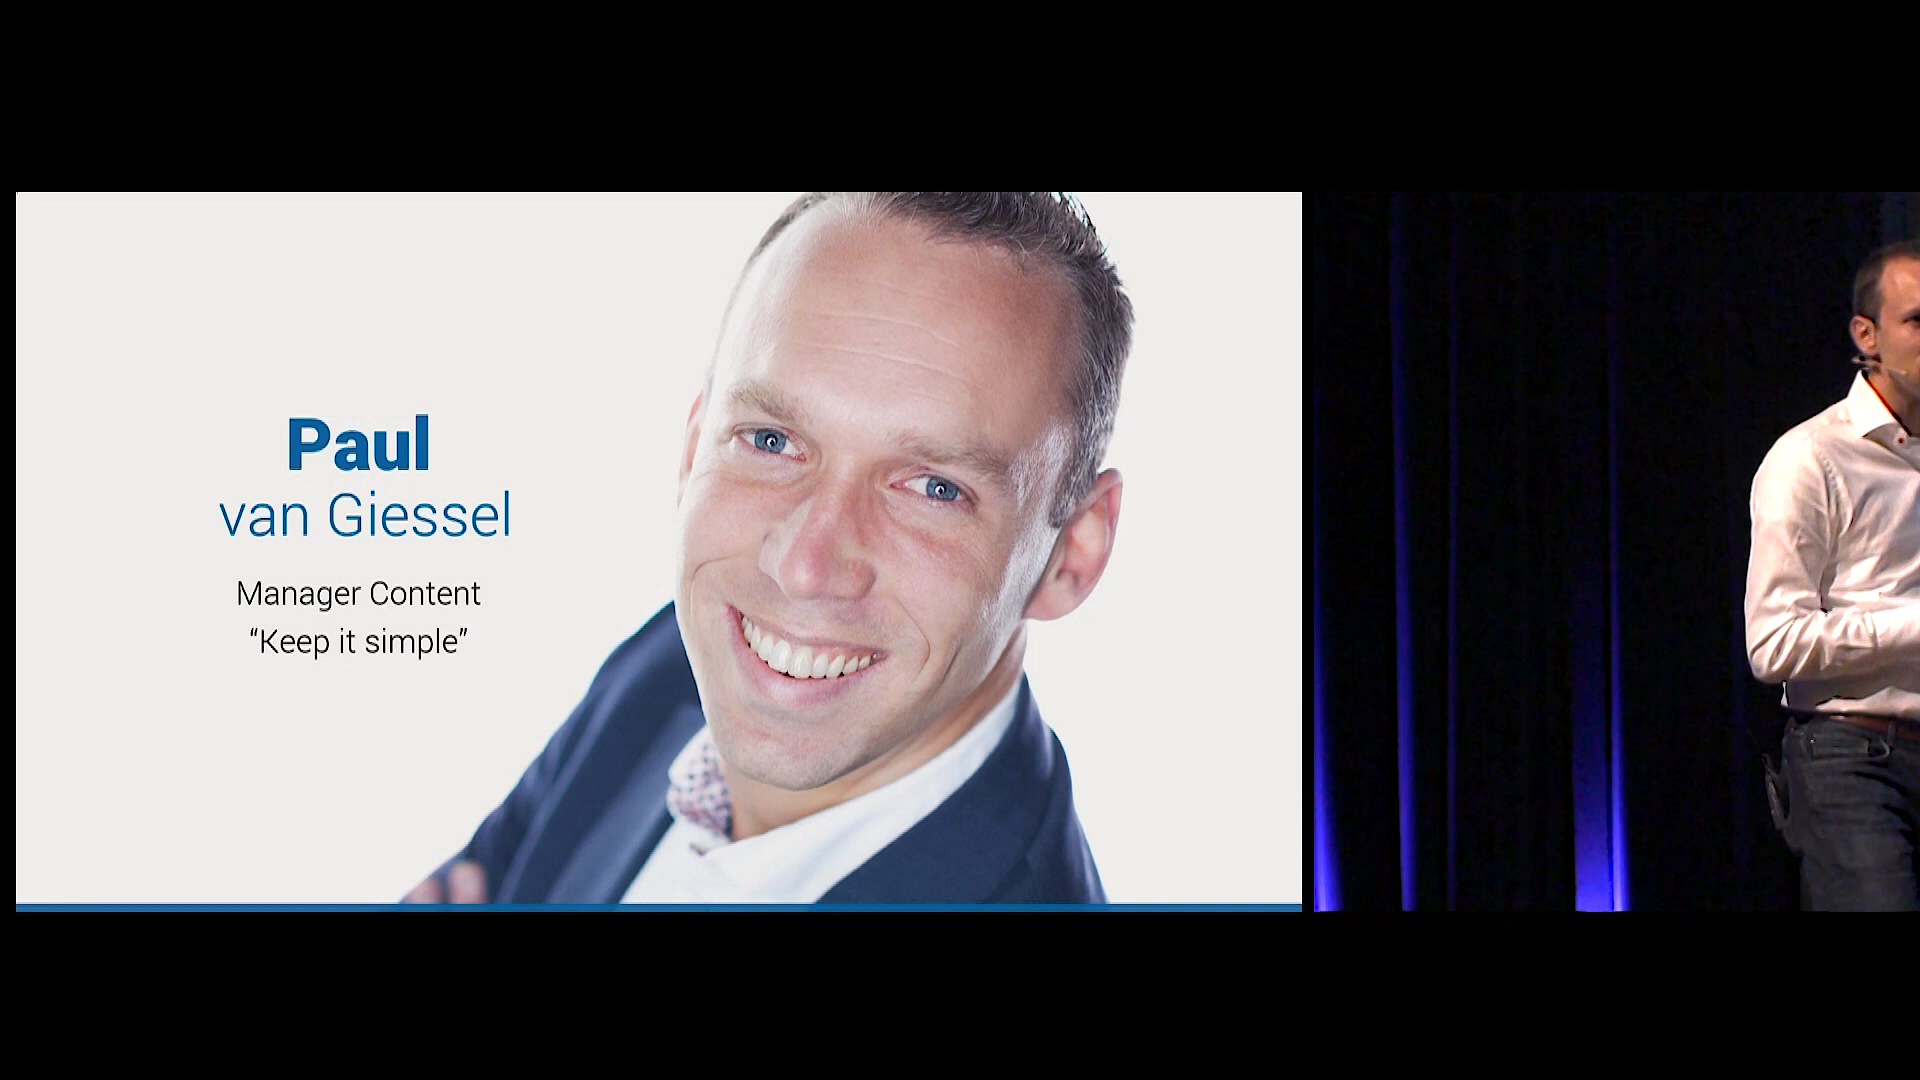 Paul
van Giessel
Manager Content
“Keep it simple”